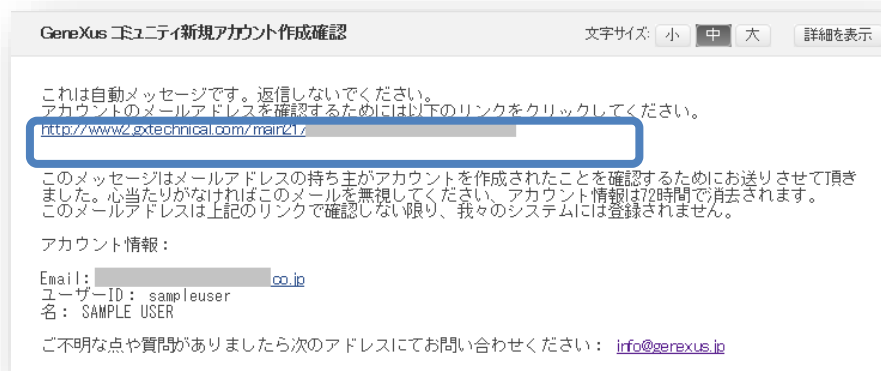 GeneXus コミュニティ新規アカウント作成確認
文字サイズ: 小 中 大 詳細を表示
これは自動メッセージです。返信しないでください。
アカウントのメールアドレスを確認するためには以下のリンクをクリックしてください。
http://www2.gxtechnical.com/main217
このメッセージはメールアドレスの持ち主がアカウントを作成されたことを確認するためにお送りさせて頂き
ました。心当たりがなければこのメールを無視してください、アカウント情報は72時間で消去されます。
このメールアドレスは上記のリンクで確認しない限り、我々のシステムには登録されません。
アカウント情報：
Email: co.jp
ユーザーID： sampleuser
名： SAMPLE USER
ご不明な点や質問がありましたら次のアドレスにてお問い合わせください： info@genexus.jp